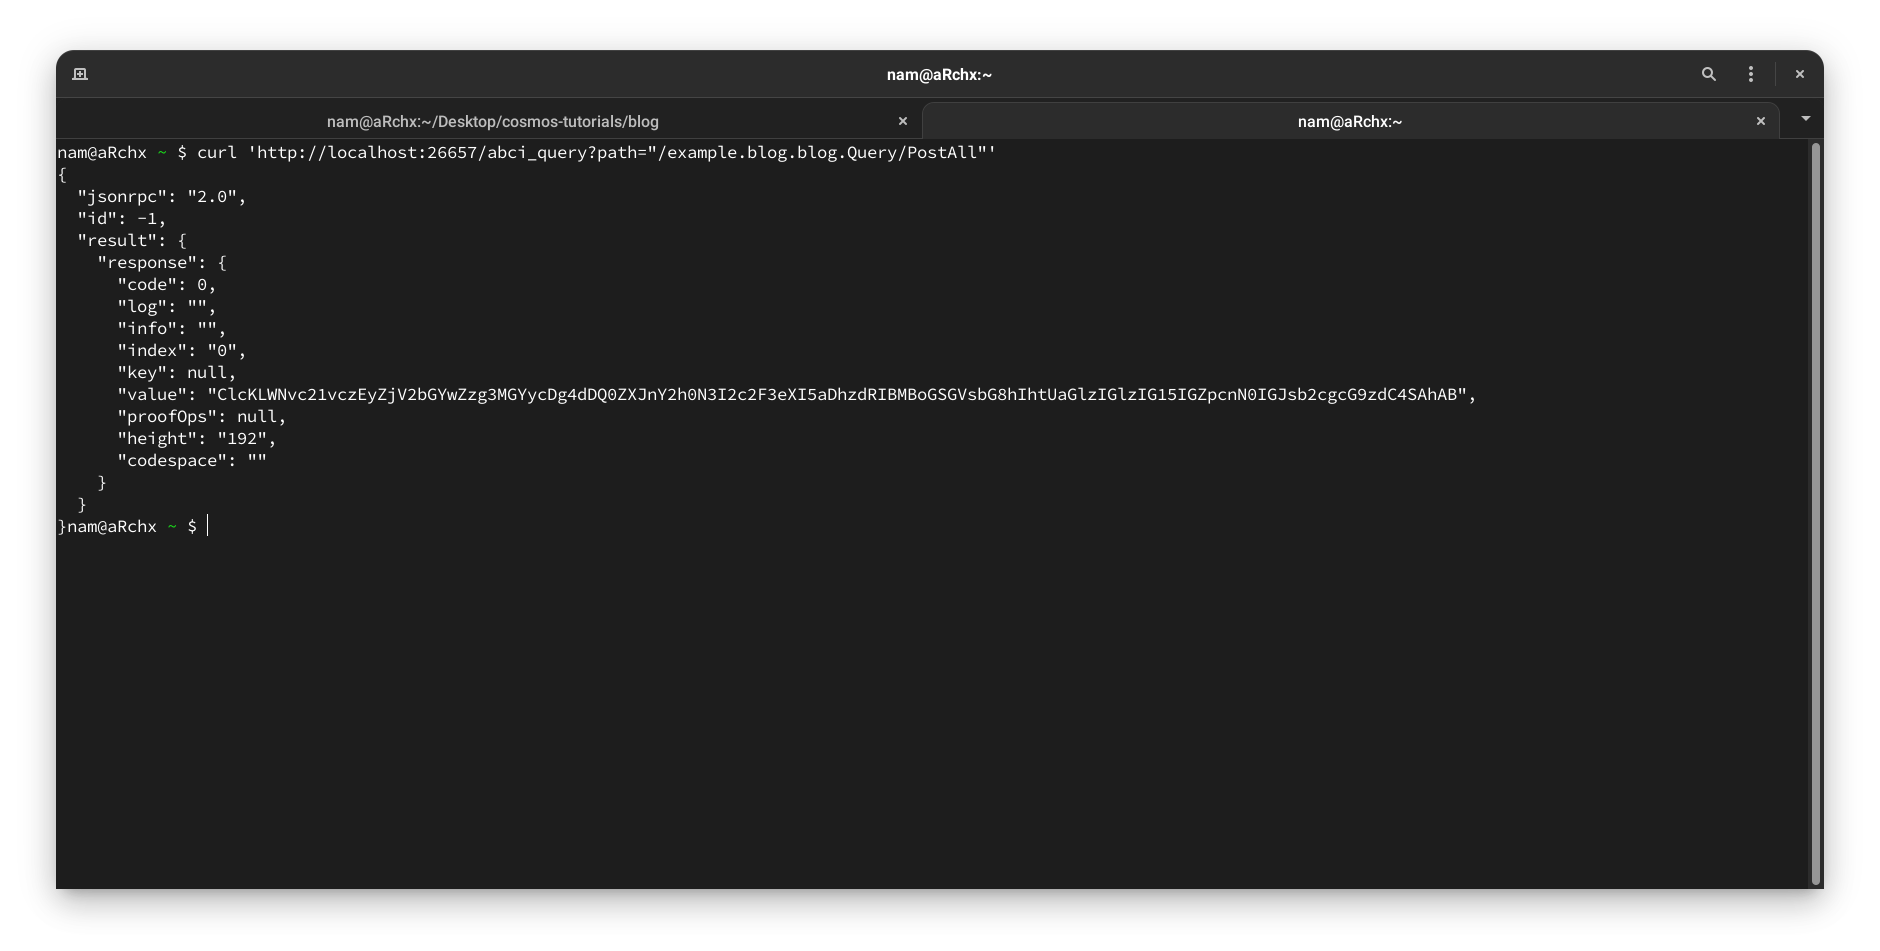 nam@aRchx:~
nam@aRchx:~/Desktop/cosmos-tutorials/blog
nam@aRchx:~
nam@aRchx ~ $ curl 'http://localhost:26657/abci_query?path="/example.blog.blog.Query/PostAll"'
{
  "jsonrpc": "2.0",
  "id": -1,
  "result": {
    "response": {
      "code": 0,
      "log": "",
      "info": "",
      "index": "0",
      "key": null,
      "value": "ClcKLWNvc21vczEyZjV2bGYwZzg3MGYycDg4dDQ0ZXJnY2h0N3I2c2F3eXI5aDhzdRIBMBoGSGVsbG8hIhtUaGlzIGlzIG15IGZpcnN0IGJsb2cgcG9zdC4SAhAB",
      "proofOps": null,
      "height": "192",
      "codespace": ""
    }
  }
}nam@aRchx ~ $